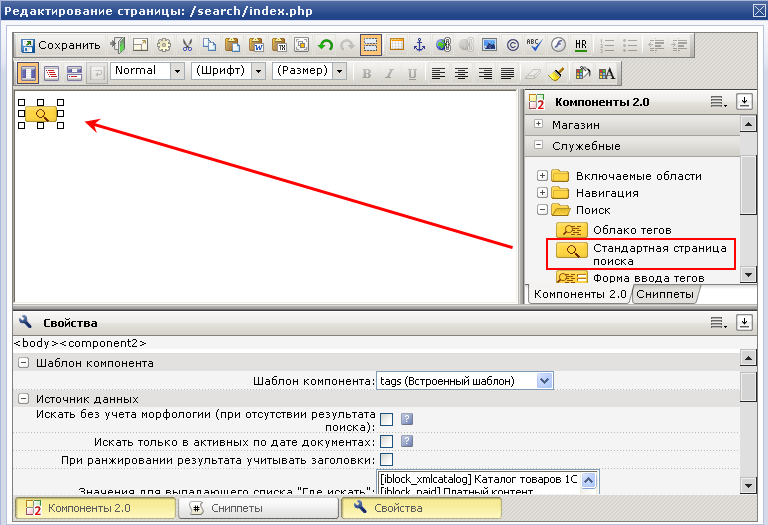 Редактирование страницы: /search/index.php
Сохранить
HR
Normal (Шрифт) (Размер) B I U
Компоненты 2.0
Магазин
Служебные
Включаемые области
Навигация
Поиск
Облако тегов
Стандартная страница
поиска
Форма ввода тегов
Компоненты 2.0 Сниппеты
Свойства
<body><component2>
Шаблон компонента
Шаблон компонента: tags (Встроенный шаблон)
Источник данных
Искать без учета морфологии (при отсутствии результата
поиска):
Искать только в активных по дате документах:
При ранжировании результата учитывать заголовки:
[iblock_xmlcatalog] Каталог товаров 1С
Значения для выпадающего списка "Где искать": [iblock_paid] Платный контент
Компоненты 2.0 Сниппеты Свойства